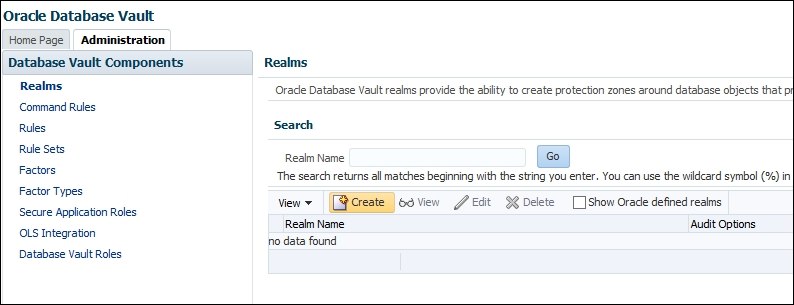 Oracle Database Vault
Home Page Administration
Database Vault Components
Realms
Command Rules
Rules
Rule Sets
Factors
Factor Types
Secure Application Roles
OLS Integration
Database Vault Roles
Realms
Oracle Database Vault realms provide the ability to create protection zones around database objects that pr
Search
Realm Name Go
The search returns all matches beginning with the string you enter. You can use the wildcard symbol (%) in
View Create View Edit Delete Show Oracle defined realms
Realm Name Audit Options
no data found